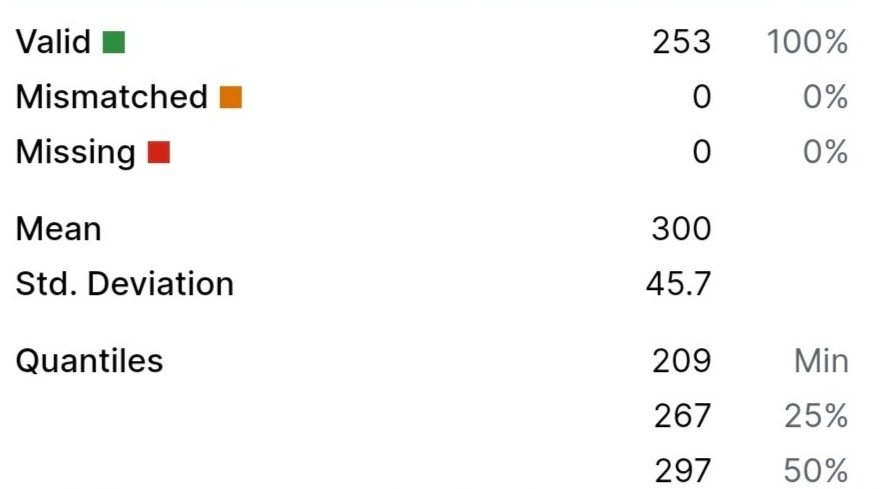 Valid 253 100%
Mismatched 0 0%
Missing 0 0%
Mean 300
Std. Deviation 45.7
Quantiles 209 Min
267 25%
297 50%